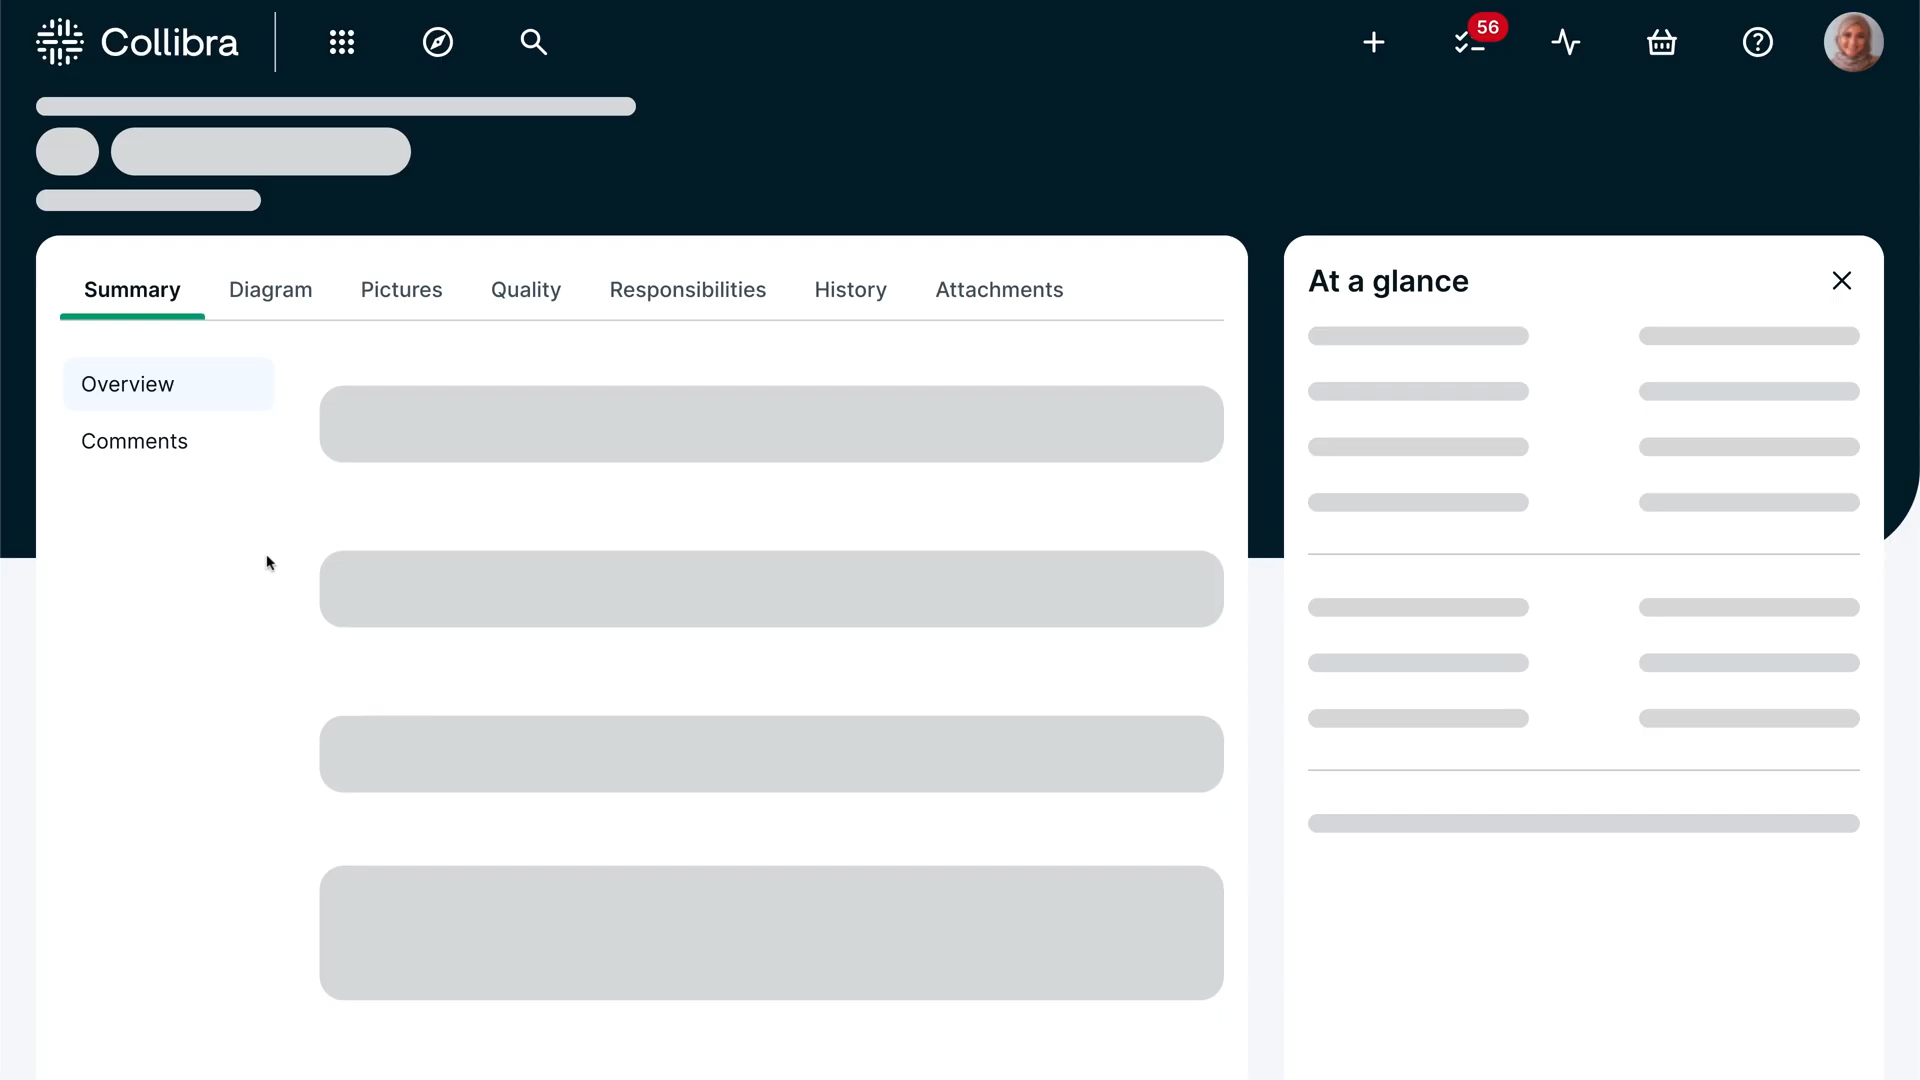 Collibra
56
Summary Diagram Pictures Quality Responsibilities History Attachments
Overview
Comments
At a glance